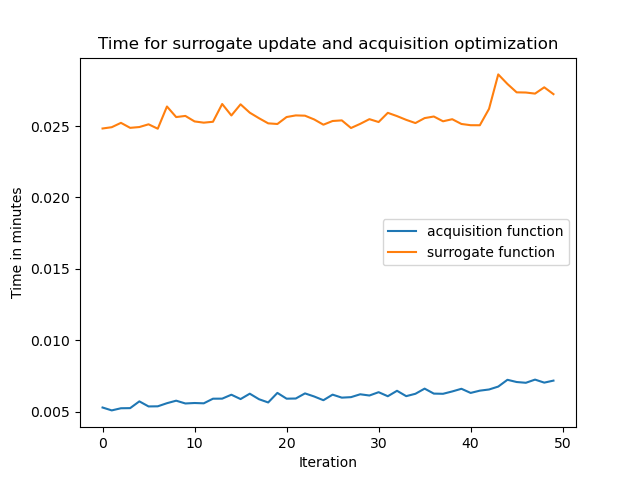 Time for surrogate update and acquisition optimization
0.025
0.020
0.015
0.010
0.005
Time in minutes
acquisition function
surrogate function
0 10 20 30 40 50
Iteration